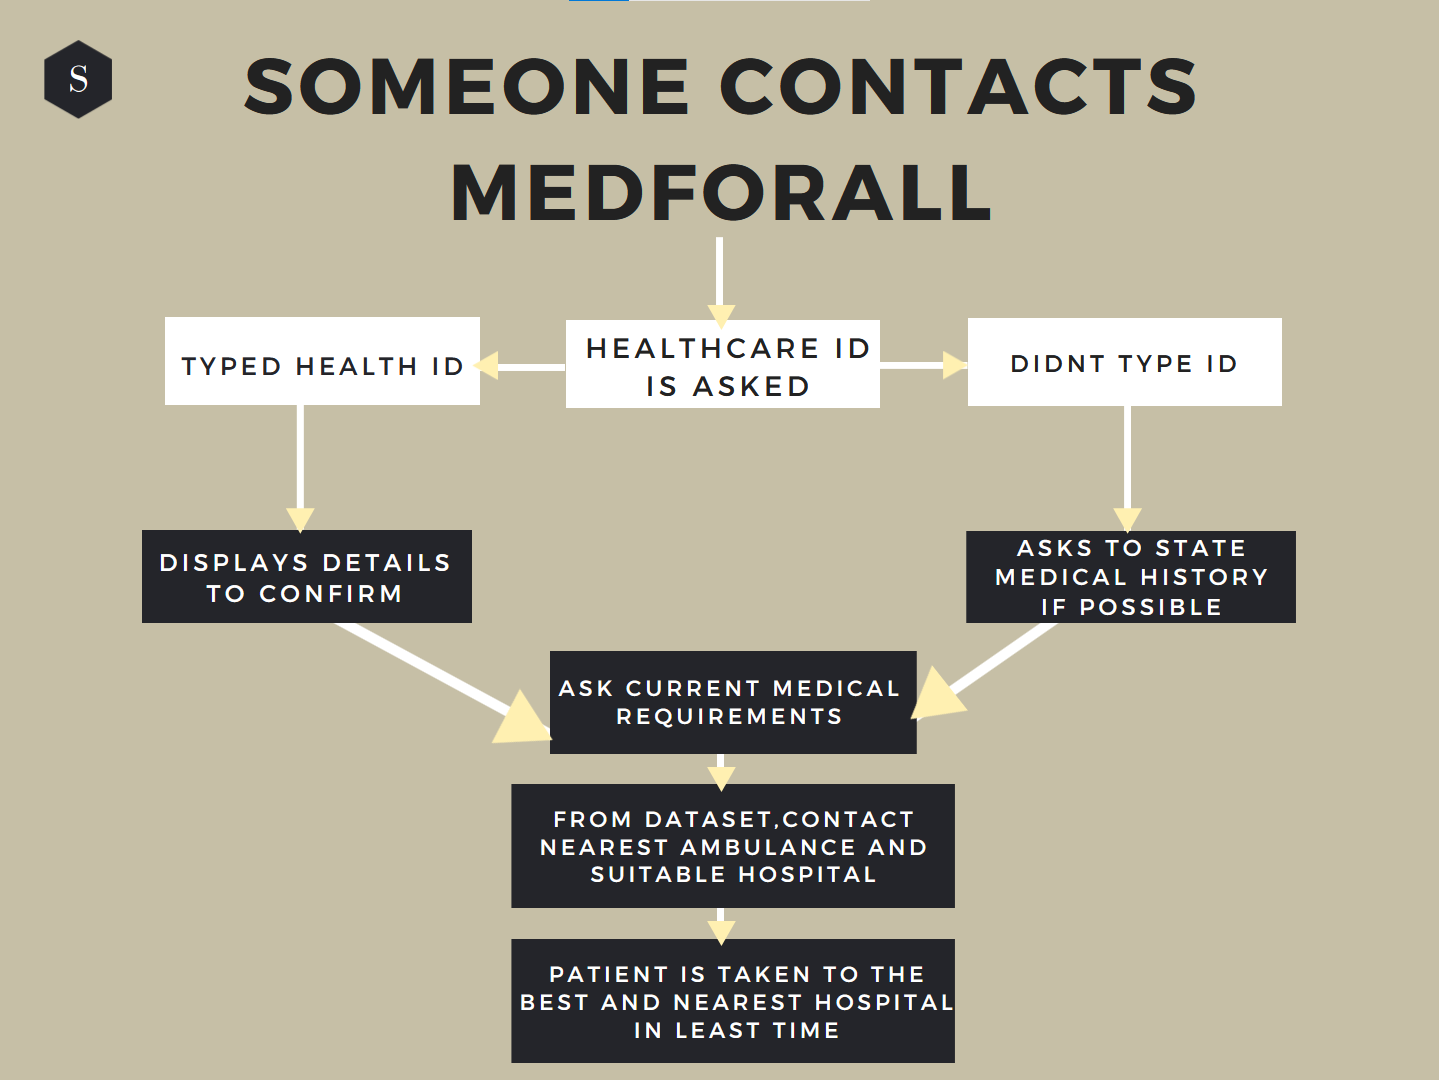 S
SOMEONE CONTACTS
MEDFORALL
TYPED HEALTH ID
HEALTHCARE ID
IS ASKED
DIDNT TYPE ID
DISPLAYS DETAILS
TO CONFIRM
ASKS TO STATE
MEDICAL HISTORY
IF POSSIBLE
ASK CURRENT MEDICAL
REQUIREMENTS
FROM DATASET,CONTACT
NEAREST AMBULANCE AND
SUITABLE HOSPITAL
PATIENT IS TAKEN TO THE
BEST AND NEAREST HOSPITAL
IN LEAST TIME